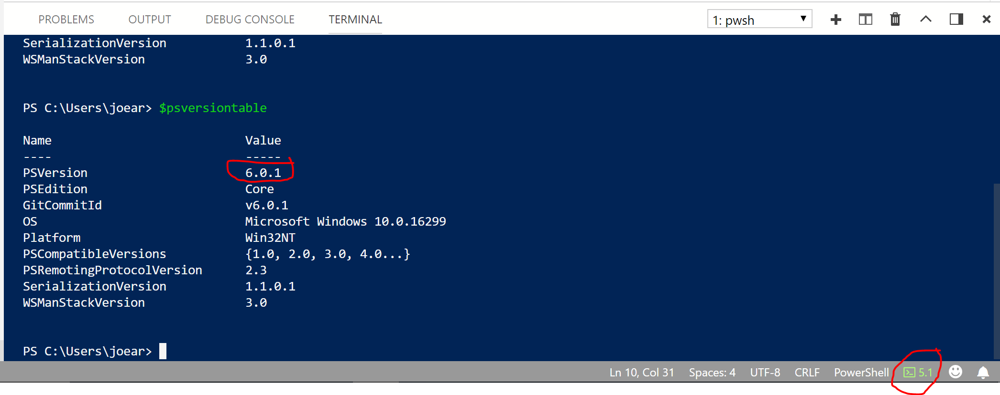 PROBLEMS OUTPUT DEBUG CONSOLE TERMINAL 1: pwsh
SerializationVersion 1.1.0.1
WSManStackVersion 3.0
PS C:\Users\joear> $psversiontable
Name Value
---- -----
PSVersion 6.0.1
PSEdition Core
GitCommitId v6.0.1
OS Microsoft Windows 10.0.16299
Platform Win32NT
PSCompatibleVersions {1.0, 2.0, 3.0, 4.0...}
PSRemotingProtocolVersion 2.3
SerializationVersion 1.1.0.1
WSManStackVersion 3.0
PS C:\Users\joear>
Ln 10, Col 31 Spaces: 4 UTF-8 CRLF PowerShell 5.1